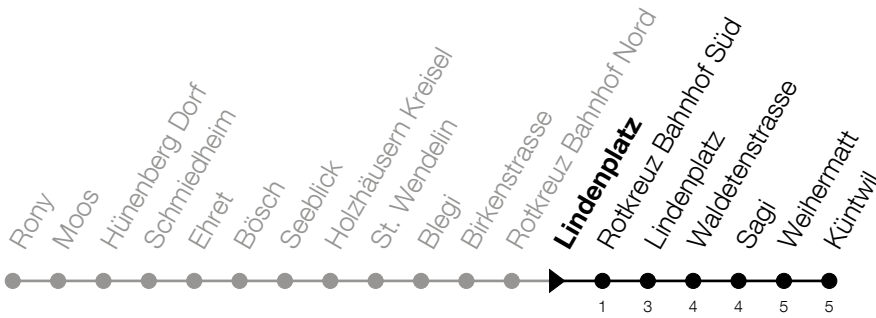 Rony
Moos
Hünenberg Dorf
Schmiedheim
Ehret
Bösch
Seeblick
Holzhäusern Kreisel
St. Wendelin
Blegi
Birkenstrasse
Rotkreuz Bahnhof Nord
Lindenplatz
Rotkreuz Bahnhof Süd
Lindenplatz
Waldetenstrasse
Sagi
Weihermatt
Küntwil
1 3 4 4 5 5